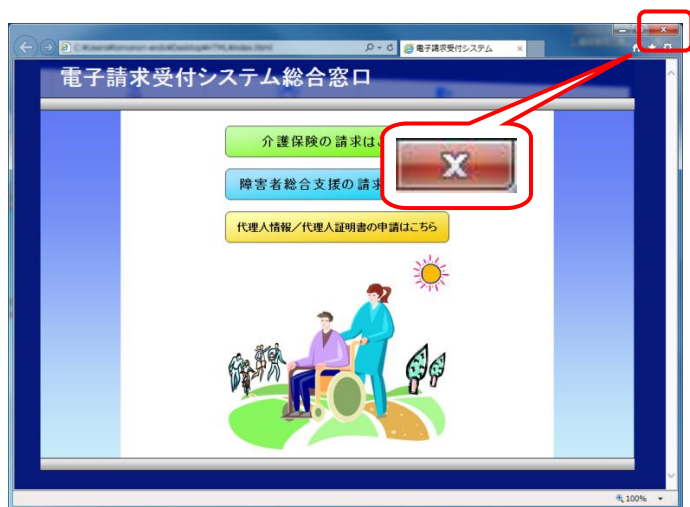 電子請求受付システム
電子請求受付システム総合窓口
介護保険の請求は
障害者総合支援の請求
代理人情報/代理人証明書の申請はこちら
100%